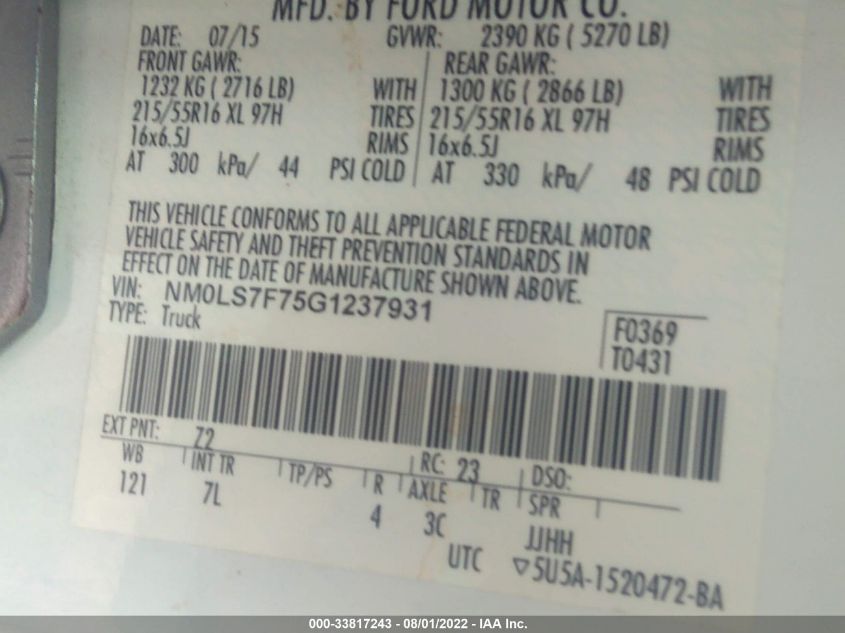 MFD. BY FORD MOTOR CO.
DATE: 07/15 GVWR: 2390 KG ( 5270 LB)
FRONT GAWR: REAR GAWR:
1232 KG ( 2716 LB) WITH 1300 KG ( 2866 LB) WITH
215/55R16 XL 97H TIRES 215/55R16 XL 97H TIRES
16x6.5J RIMS 16x6.5J RIMS
AT 300 kPa/ 44 PSI COLD AT 330 kPa/ 48 PSI COLD
THIS VEHICLE CONFORMS TO ALL APPLICABLE FEDERAL MOTOR
VEHICLE SAFETY AND THEFT PREVENTION STANDARDS IN
EFFECT ON THE DATE OF MANUFACTURE SHOWN ABOVE.
VIN: NM0LS7F75G1237931
TYPE: Truck
F0369
T0431
EXT PNT: Z2 RC: 23 DSO:
WB INT TR TP/PS R AXLE TR SPR
121 7L 4 3C JJHH
UTC ▽5U5A-1520472-BA
000-33817243 - 08/01/2022 - IAA Inc.